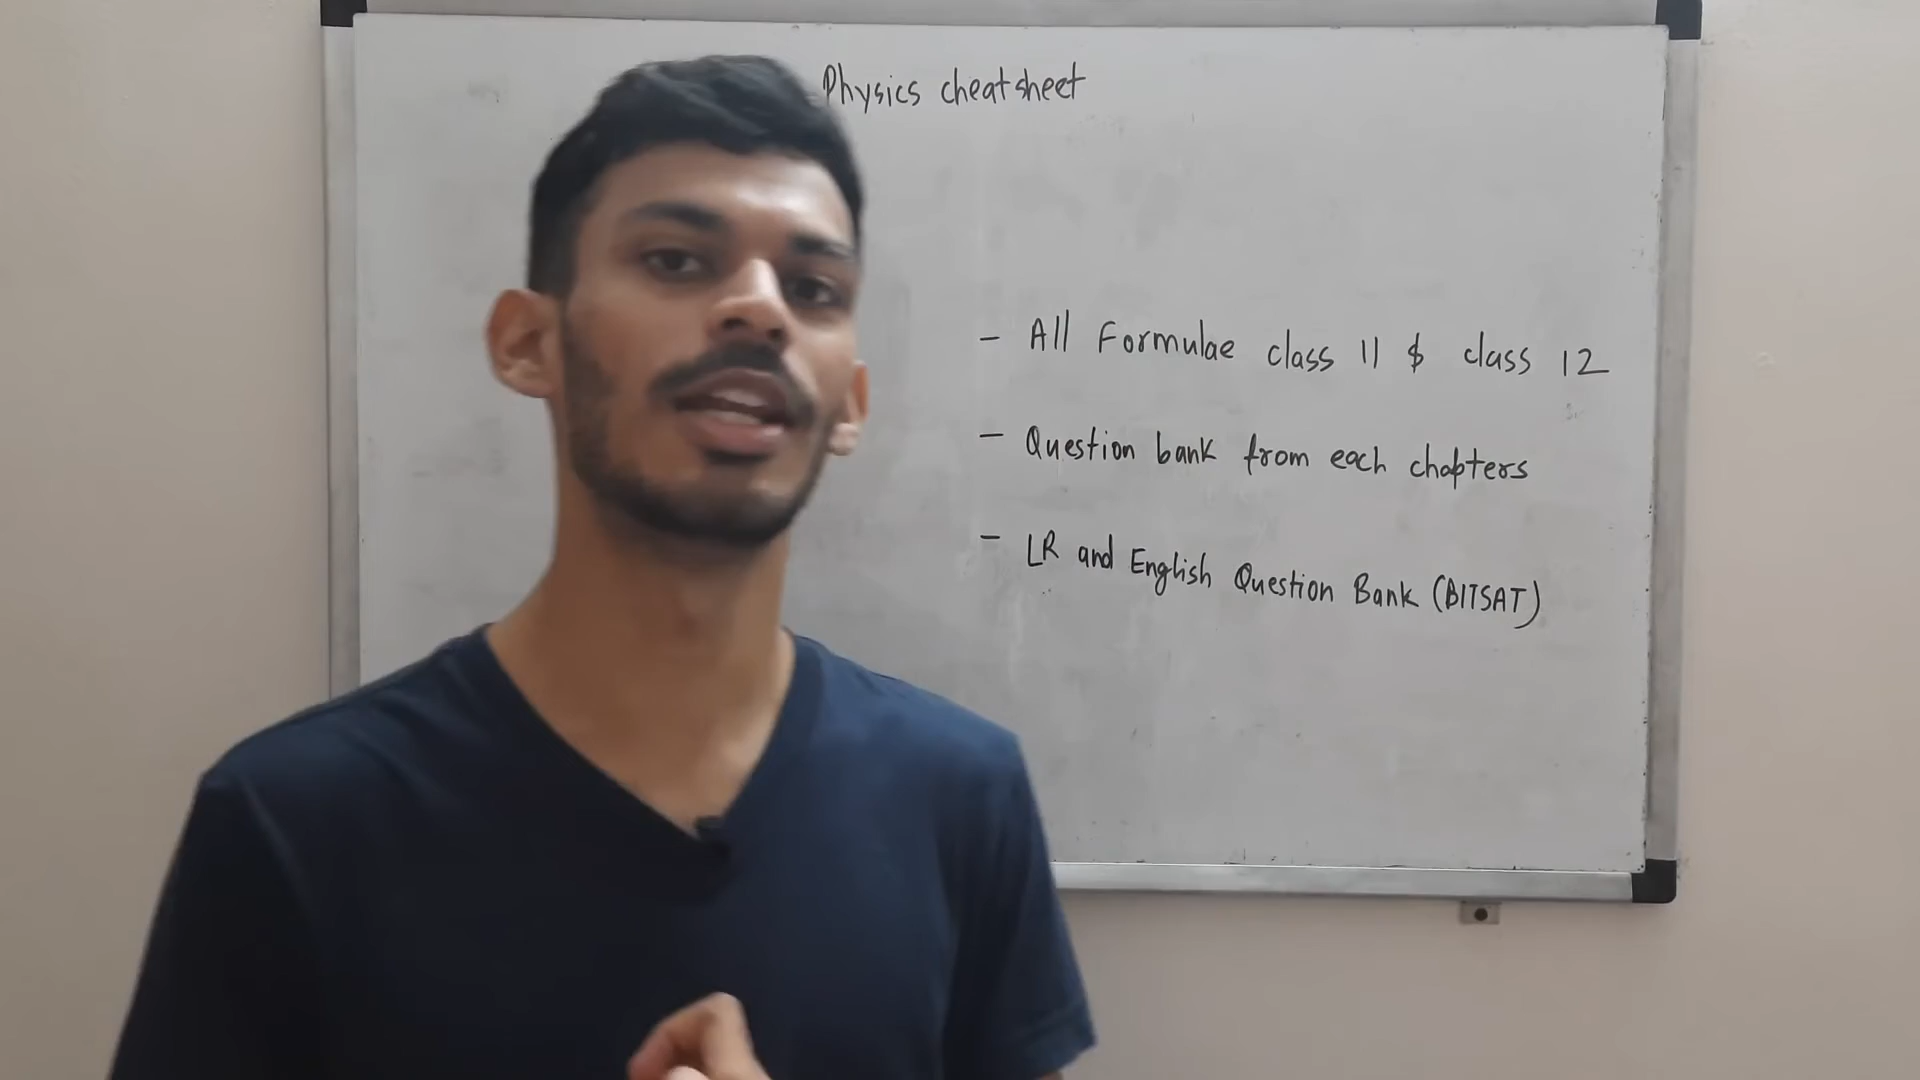 Physics cheatsheet
- All Formulae class 11 & class 12
- Question bank from each chapters
- LR and English Question Bank (BITSAT)